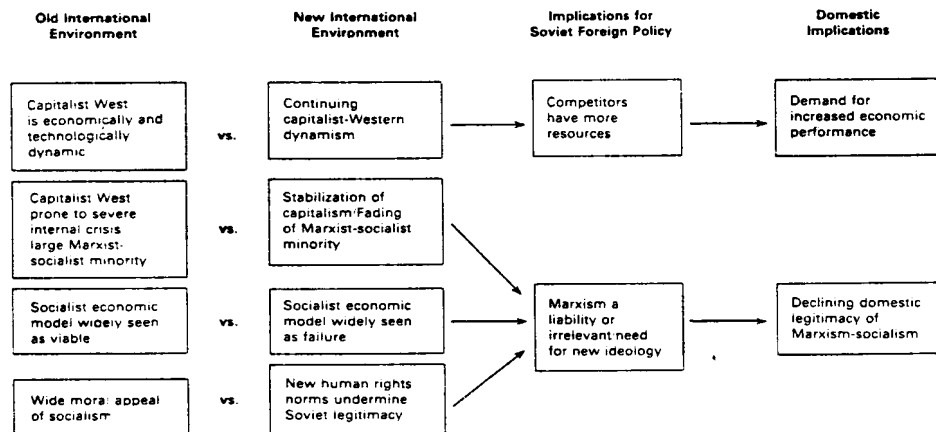 Old International
Environment
New International
Environment
Implications for
Soviet Foreign Policy
Domestic
Implications
Capitalist West
is economically and
technologically
dynamic
vs.
Continuing
capitalist-Western
dynamism
Competitors
have more
resources
Demand for
increased economic
performance
Capitalist West
prone to severe
internal crisis
large Marxist-
socialist minority
vs.
Stabilization of
capitalism/Fading
of Marxist-socialist
minority
Socialist economic
model widely seen
as viable
vs.
Socialist economic
model widely seen
as failure
Marxism a
liability or
irrelevant/need
for new ideology
Declining domestic
legitimacy of
Marxism-socialism
Wide moral appeal
of socialism
vs.
New human rights
norms undermine
Soviet legitimacy